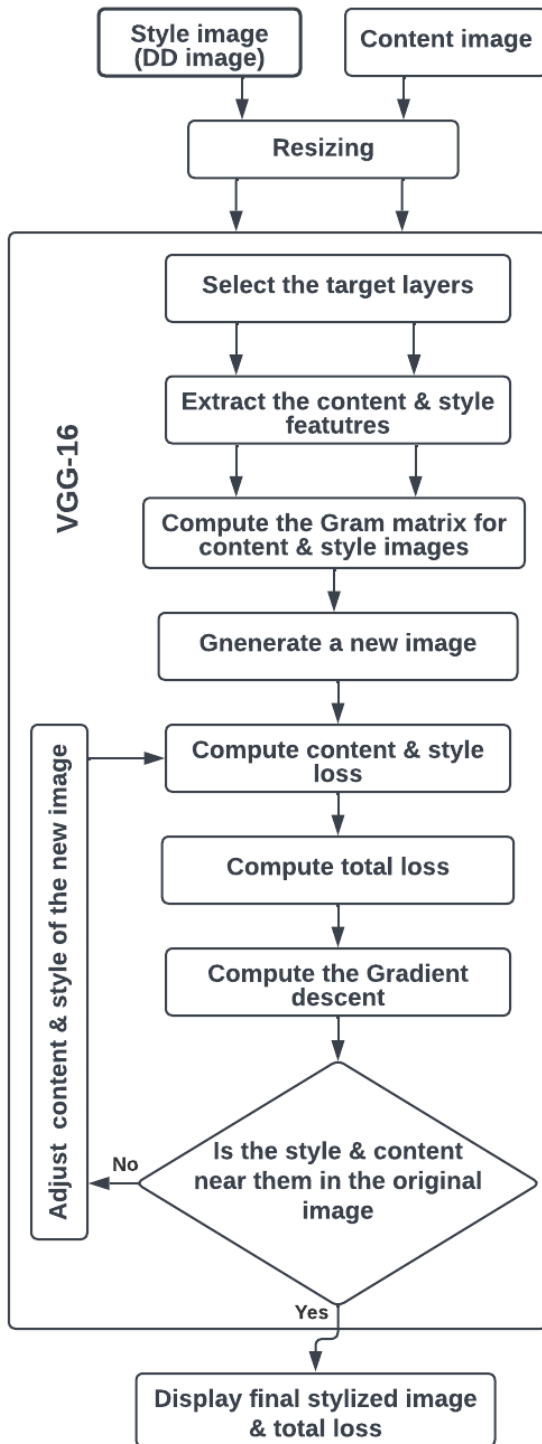 Style image
(DD image)
Content image
Resizing
VGG-16
Select the target layers
Extract the content & style
featutres
Compute the Gram matrix for
content & style images
Gnenerate a new image
Adjust content & style of the new image
Compute content & style
loss
Compute total loss
Compute the Gradient
descent
Is the style & content
near them in the original
image
No
Yes
Display final stylized image
& total loss